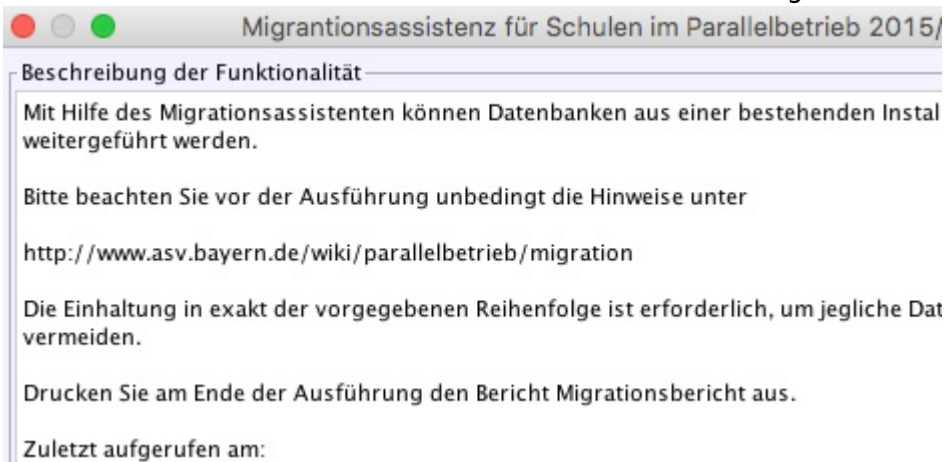 Migrantionsassistenz für Schulen im Parallelbetrieb 2015/
Beschreibung der Funktionalität
Mit Hilfe des Migrationsassistenten können Datenbanken aus einer bestehenden Instal
weitergeführt werden.
Bitte beachten Sie vor der Ausführung unbedingt die Hinweise unter
http://www.asv.bayern.de/wiki/parallelbetrieb/migration
Die Einhaltung in exakt der vorgegebenen Reihenfolge ist erforderlich, um jegliche Dat
vermeiden.
Drucken Sie am Ende der Ausführung den Bericht Migrationsbericht aus.
Zuletzt aufgerufen am: